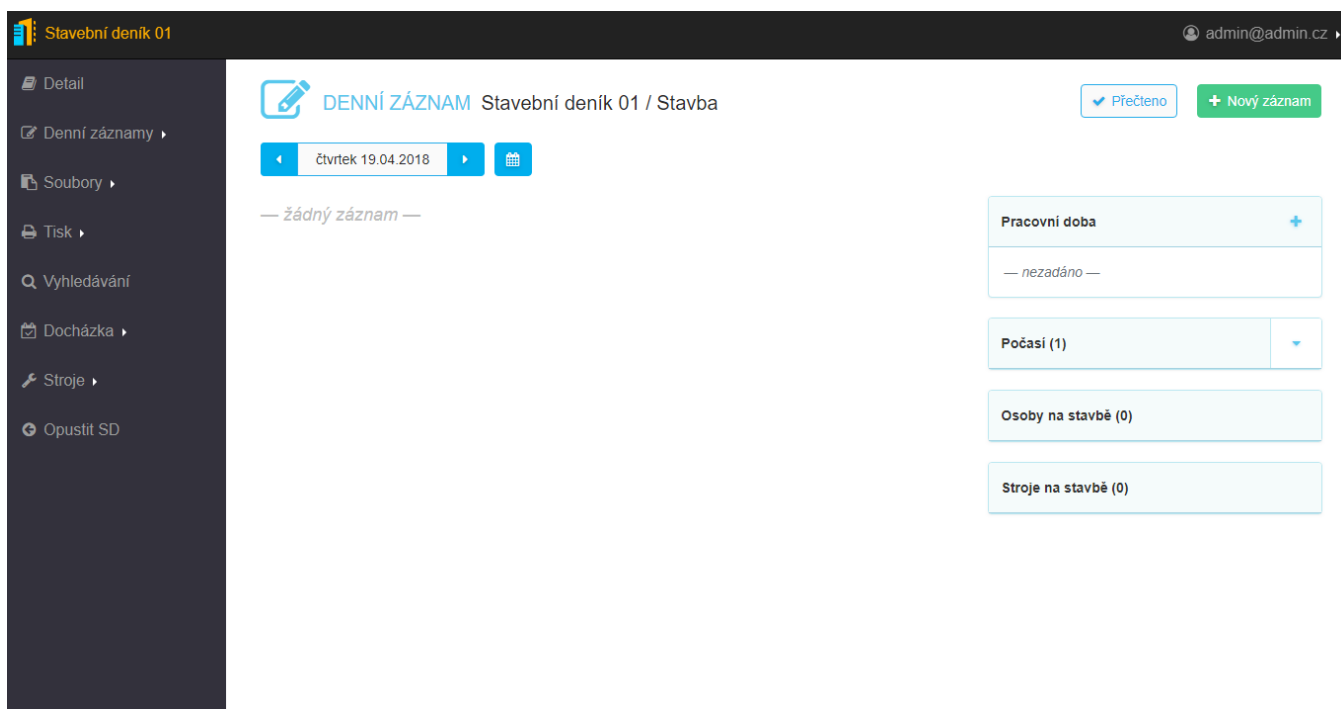 Stavební deník 01
admin@admin.cz
Detail
Denní záznamy
Soubory
Tisk
Vyhledávání
Docházka
Stroje
Opustit SD
DENNÍ ZÁZNAM Stavební deník 01 / Stavba
Přečteno
Nový záznam
čtvrtek 19.04.2018
— žádný záznam —
Pracovní doba
— nezadáno —
Počasí (1)
Osoby na stavbě (0)
Stroje na stavbě (0)